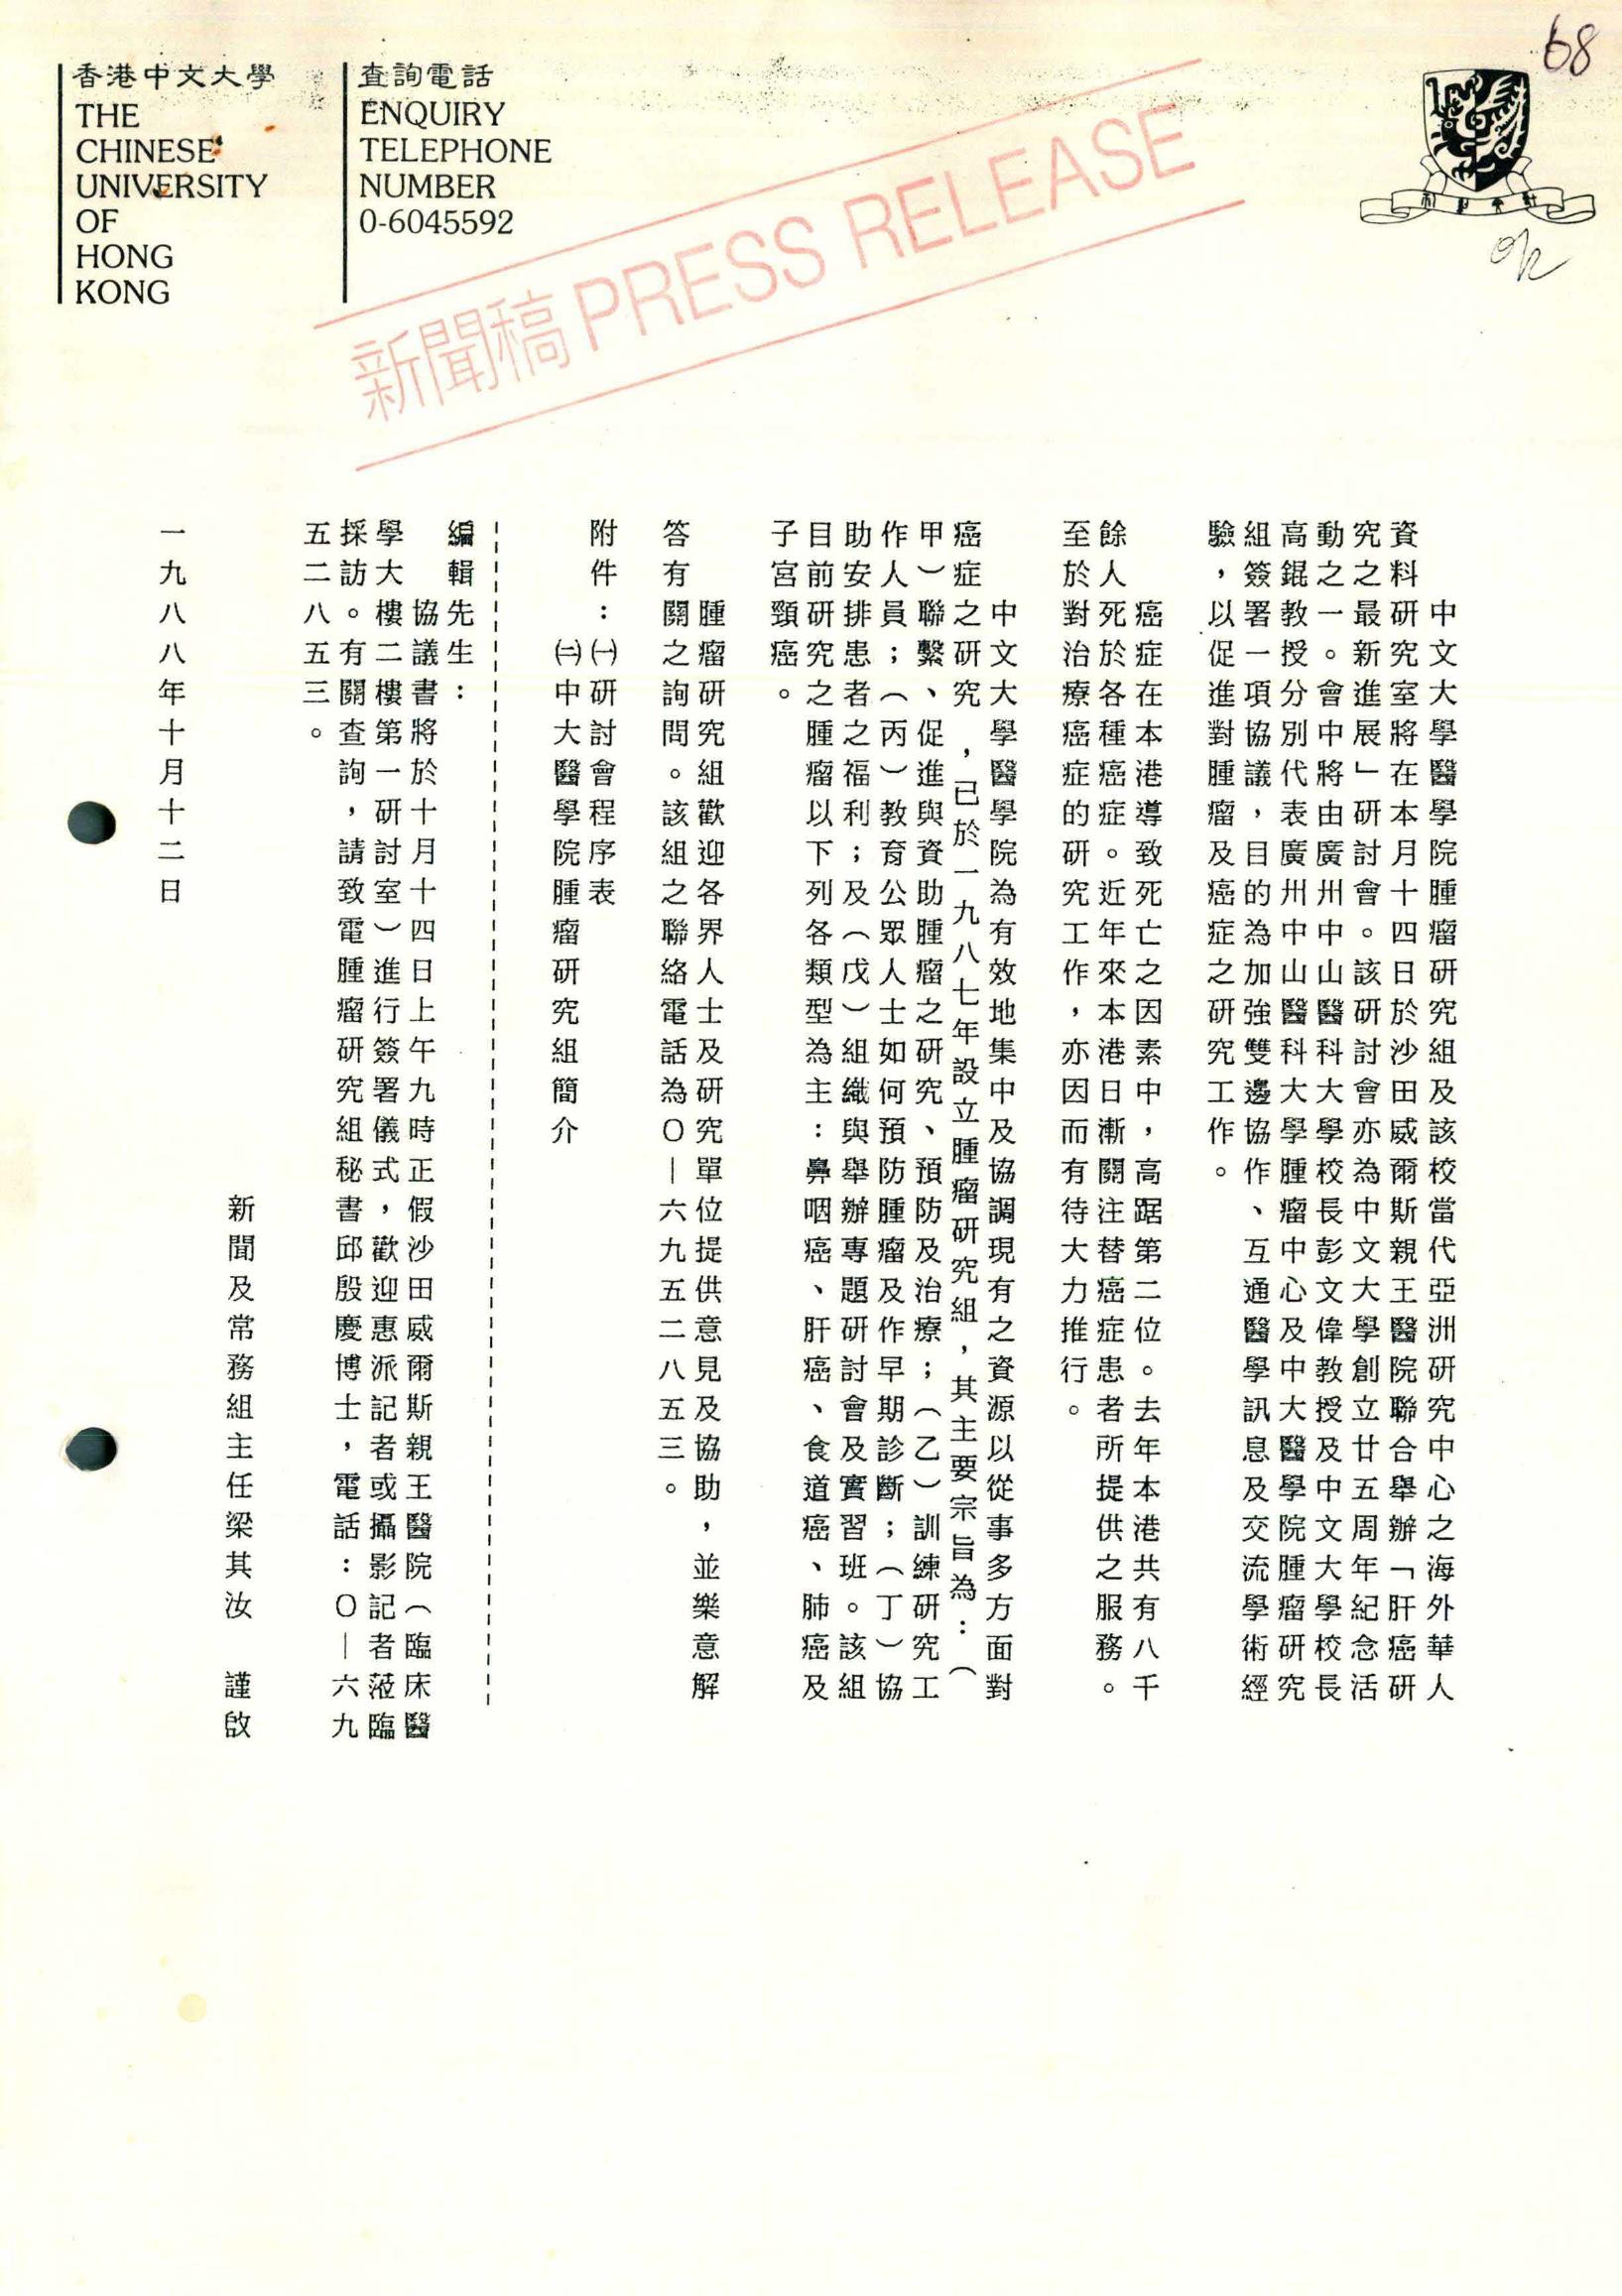 68
香港中文大學
THE
CHINESE
UNIVERSITY
OF
HONG
KONG
查詢電話
ENQUIRY
TELEPHONE
NUMBER
0-6045592
ok
新聞稿 PRESS RELEASE
中文大學醫學院腫瘤研究組及該校當代亞洲研究中心之海外華人
資料研究室將在本月十四日於沙田威爾斯親王醫院聯合舉辦「肝癌研
究之最新進展」研討會。該研討會亦為中文大學創立廿五周年紀念活
動之一。會中將由廣州中山醫科大學校長彭文偉教授及中文大學校長
高錕教授分別代表廣州中山醫科大學腫瘤中心及中大醫學院腫瘤研究
組簽署一項協議，目的為加強雙邊協作、互通醫學訊息及交流學術經
驗，以促進對腫瘤及癌症之研究工作。
癌症在本港導致死亡之因素中，高踞第二位。去年本港共有八千
餘人死於各種癌症。近年來本港日漸關注替癌症患者所提供之服務。
至於對治療癌症的研究工作，亦因而有待大力推行。
中文大學醫學院為有效地集中及協調現有之資源以從事多方面對
癌症之研究，已於一九八七年設立腫瘤研究組，其主要宗旨為：（
甲）聯繫、促進與資助腫瘤之研究、預防及治療；（乙）訓練研究工
作人員；（丙）教育公眾人士如何預防腫瘤及作早期診斷；（丁）協
助安排患者之福利；及（戊）組織與舉辦專題研討會及實習班。該組
目前研究之腫瘤以下列各類型為主：鼻咽癌、肝癌、食道癌、肺癌及
子宮頸癌。
腫瘤研究組歡迎各界人士及研究單位提供意見及協助，並樂意解
答有關之詢問。該組之聯絡電話為〇—六九五二八五三。
附件：㈠研討會程序表
㈡中大醫學院腫瘤研究組簡介
編輯先生：
協議書將於十月十四日上午九時正假沙田威爾斯親王醫院（臨床醫
學大樓二樓第一研討室）進行簽署儀式，歡迎惠派記者或攝影記者蒞臨
採訪。有關查詢，請致電腫瘤研究組秘書邱殷慶博士，電話：〇—六九
五二八五三。
新聞及常務組主任梁其汝　謹啟
一九八八年十月十二日